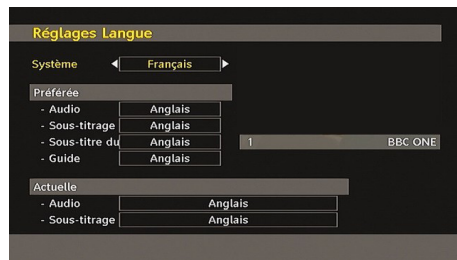 Réglages Langue
Système Français
Préférée
- Audio Anglais
- Sous-titrage Anglais
- Sous-titre du Anglais 1 BBC ONE
- Guide Anglais
Actuelle
- Audio Anglais
- Sous-titrage Anglais